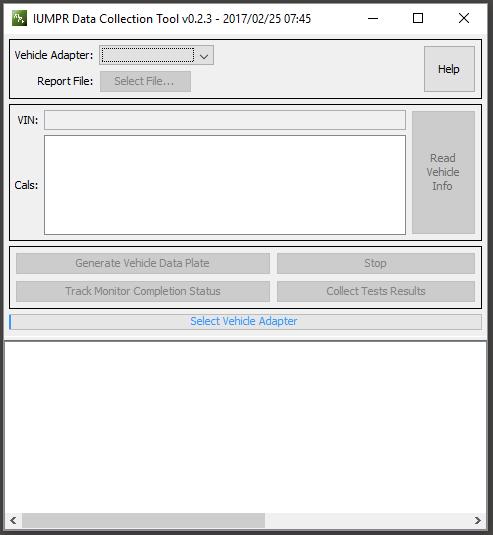 IUMPR Data Collection Tool v0.2.3 - 2017/02/25 07:45
Vehicle Adapter:
Report File: Select File...
Help
VIN:
Cals:
Read
Vehicle
Info
Generate Vehicle Data Plate Stop
Track Monitor Completion Status Collect Tests Results
Select Vehicle Adapter